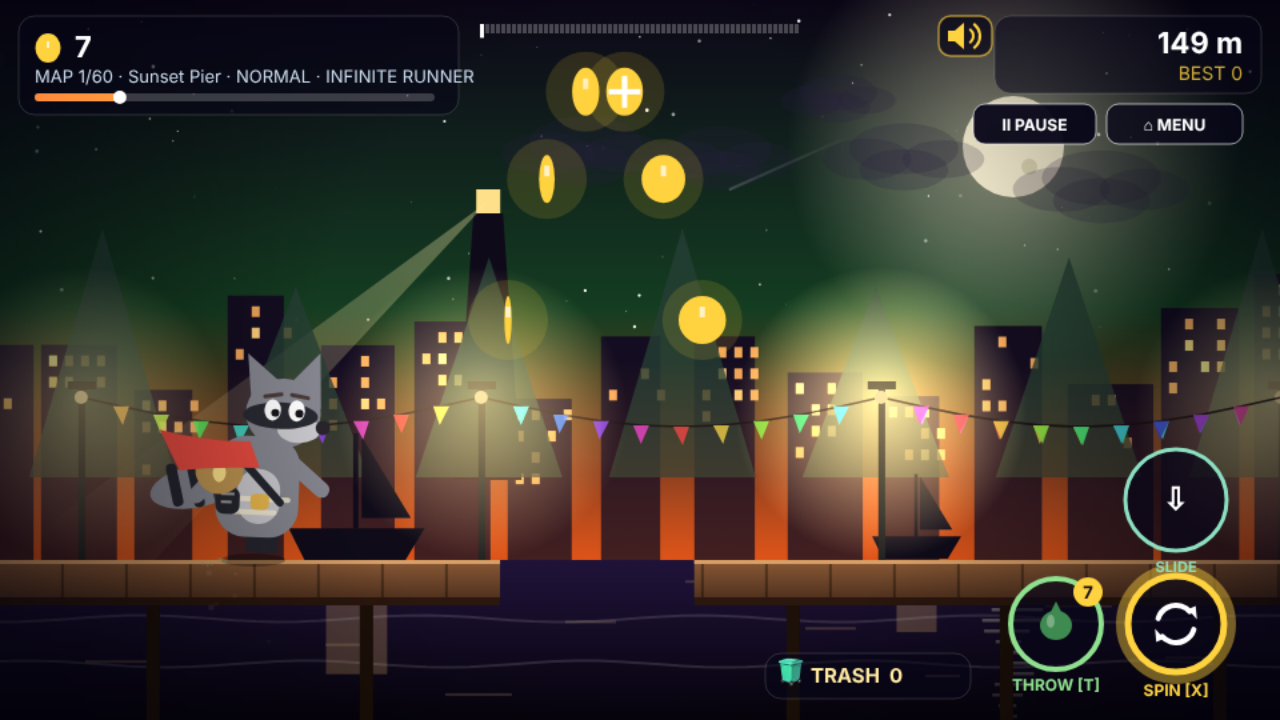 7
MAP 1/60 · Sunset Pier · NORMAL · INFINITE RUNNER
149 m
BEST 0
II PAUSE
⌂ MENU
SLIDE
7
TRASH 0
THROW [T]
SPIN [X]